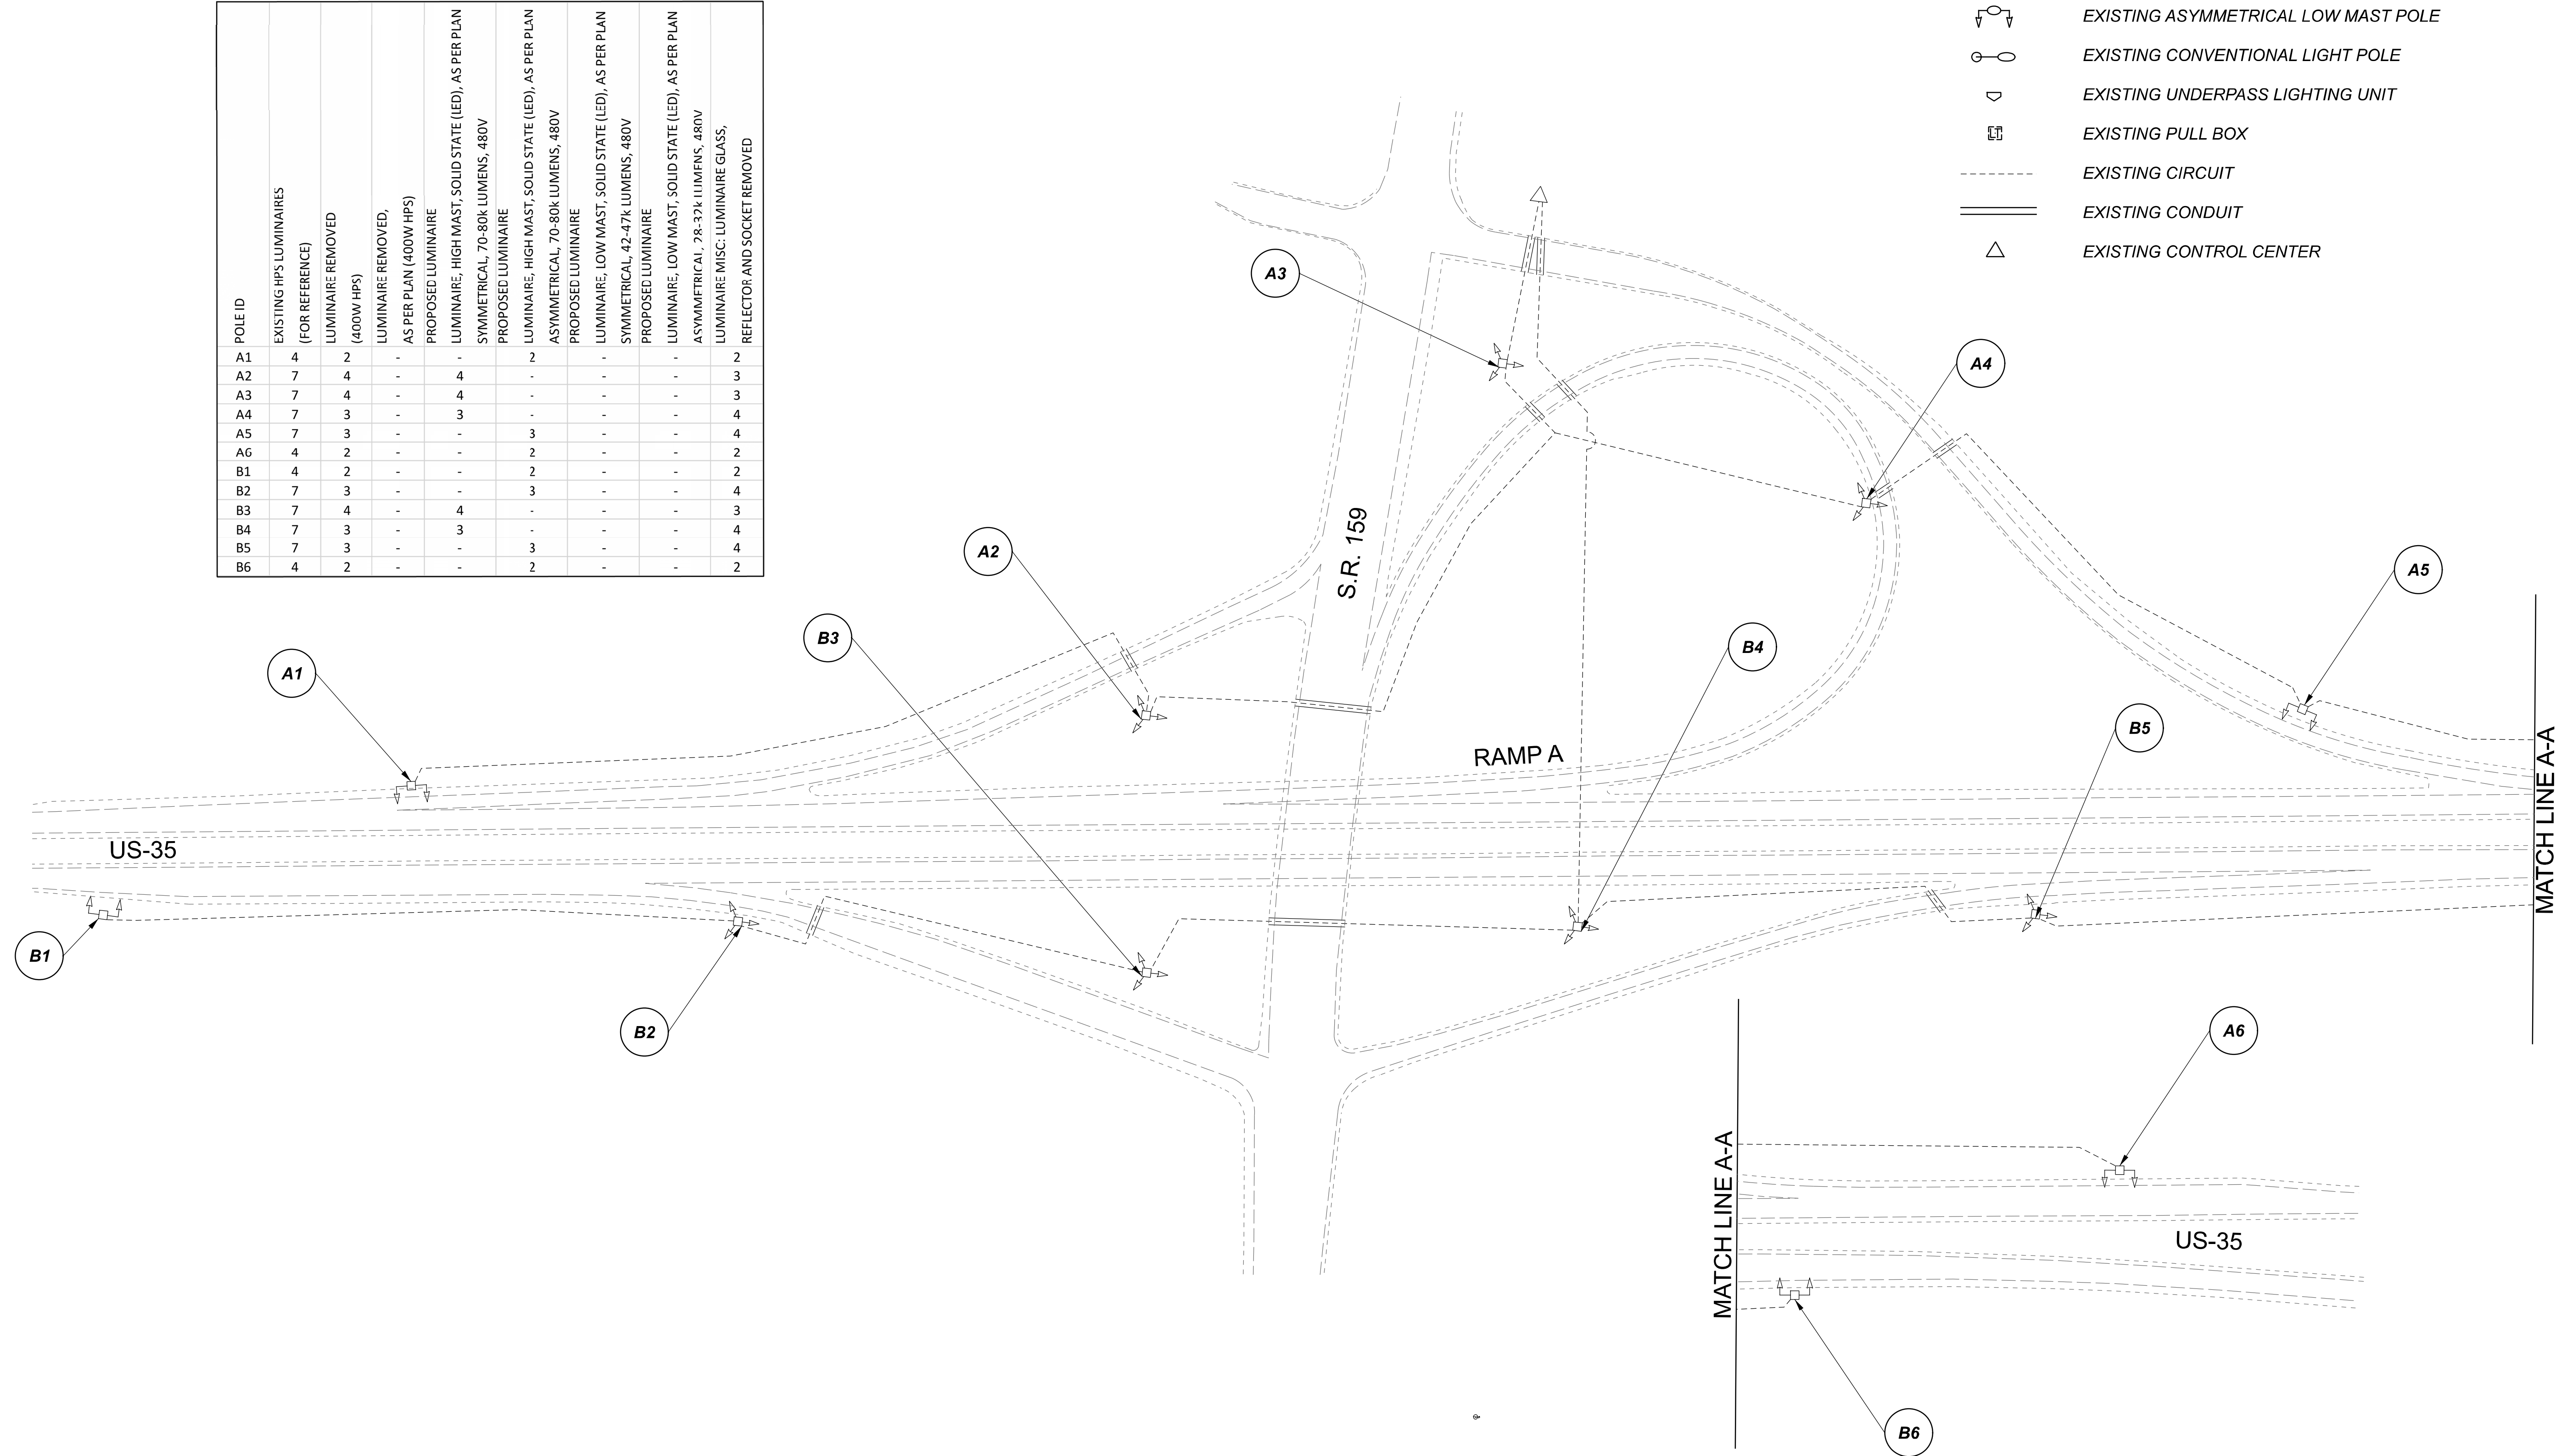 POLE ID
EXISTING HPS LUMINAIRES
(FOR REFERENCE)
LUMINAIRE REMOVED
(400W HPS)
LUMINAIRE REMOVED,
AS PER PLAN (400W HPS)
PROPOSED LUMINAIRE
LUMINAIRE, HIGH MAST, SOLID STATE (LED), AS PER PLAN
SYMMETRICAL, 70-80k LUMENS, 480V
PROPOSED LUMINAIRE
LUMINAIRE, HIGH MAST, SOLID STATE (LED), AS PER PLAN
ASYMMETRICAL, 70-80k LUMENS, 480V
PROPOSED LUMINAIRE
LUMINAIRE, LOW MAST, SOLID STATE (LED), AS PER PLAN
SYMMETRICAL, 42-47k LUMENS, 480V
PROPOSED LUMINAIRE
LUMINAIRE, LOW MAST, SOLID STATE (LED), AS PER PLAN
ASYMMETRICAL, 28-32k LUMENS, 480V
LUMINAIRE MISC: LUMINAIRE GLASS,
REFLECTOR AND SOCKET REMOVED
A1 4 2 - - 2 - - 2
A2 7 4 - 4 - - - 3
A3 7 4 - 4 - - - 3
A4 7 3 - 3 - - - 4
A5 7 3 - - 3 - - 4
A6 4 2 - - 2 - - 2
B1 4 2 - - 2 - - 2
B2 7 3 - - 3 - - 4
B3 7 4 - 4 - - - 3
B4 7 3 - 3 - - - 4
B5 7 3 - - 3 - - 4
B6 4 2 - - 2 - - 2
EXISTING ASYMMETRICAL LOW MAST POLE
EXISTING CONVENTIONAL LIGHT POLE
EXISTING UNDERPASS LIGHTING UNIT
LT
EXISTING PULL BOX
EXISTING CIRCUIT
EXISTING CONDUIT
EXISTING CONTROL CENTER
A3
A4
A2
S.R. 159
A5
B3
B4
A1
B5
RAMP A
MATCH LINE A-A
US-35
B1
B2
A6
MATCH LINE A-A
US-35
B6